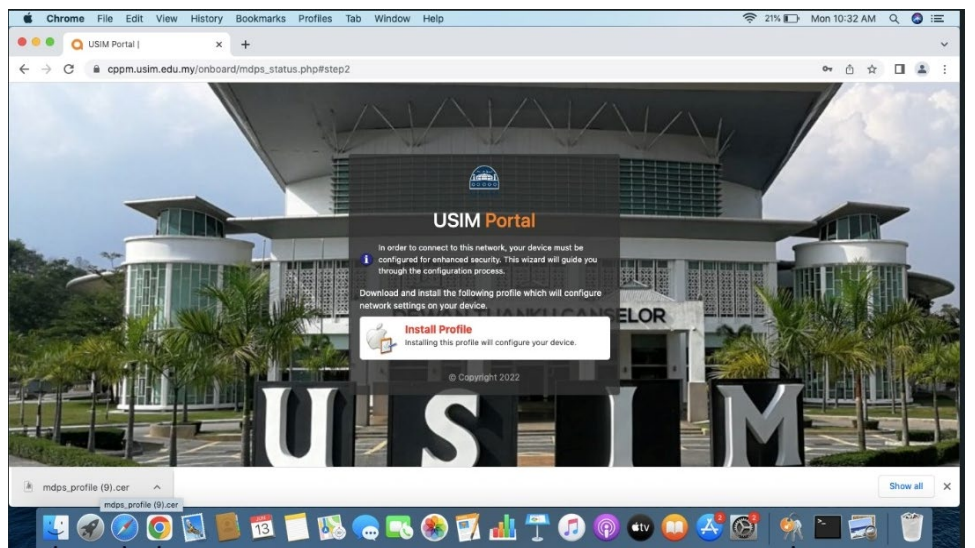 Chrome File Edit View History Bookmarks Profiles Tab Window Help
21% Mon 10:32 AM
USIM Portal |
cppm.usim.edu.my/onboard/mdps_status.php#step2
USIM Portal
In order to connect to this network, your device must be
configured for enhanced security. This wizard will guide you
through the configuration process.
Download and install the following profile which will configure
network settings on your device.
SELOR
Install Profile
Installing this profile will configure your device.
© Copyright 2022
USIM
mdps_profile (9).cer
Show all
mdps_profile (9).cer
13
tv